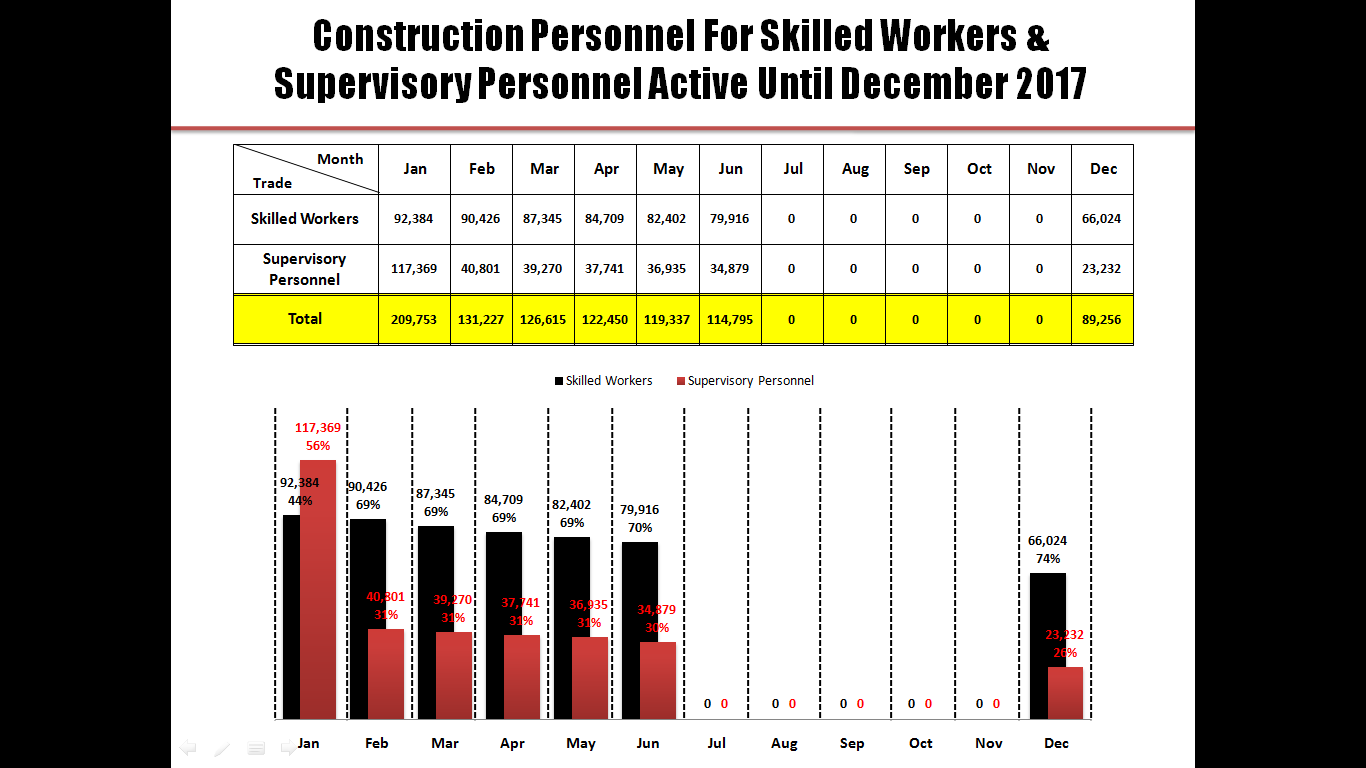 Construction Personnel For Skilled Workers &
Supervisory Personnel Active Until December 2017
Month
Trade
Jan Feb Mar Apr May Jun Jul Aug Sep Oct Nov Dec
Skilled Workers 92,384 90,426 87,345 84,709 82,402 79,916 0 0 0 0 0 66,024
Supervisory
Personnel 117,369 40,801 39,270 37,741 36,935 34,879 0 0 0 0 0 23,232
Total 209,753 131,227 126,615 122,450 119,337 114,795 0 0 0 0 0 89,256
Skilled Workers Supervisory Personnel
117,369
56%
92,384
44%
90,426
69%
87,345
69%
84,709
69%
82,402
69%
79,916
70%
66,024
74%
40,801
31%
39,270
31%
37,741
31%
36,935
31%
34,879
30%
23,232
26%
0 0 0 0 0 0 0 0 0 0
Jan Feb Mar Apr May Jun Jul Aug Sep Oct Nov Dec